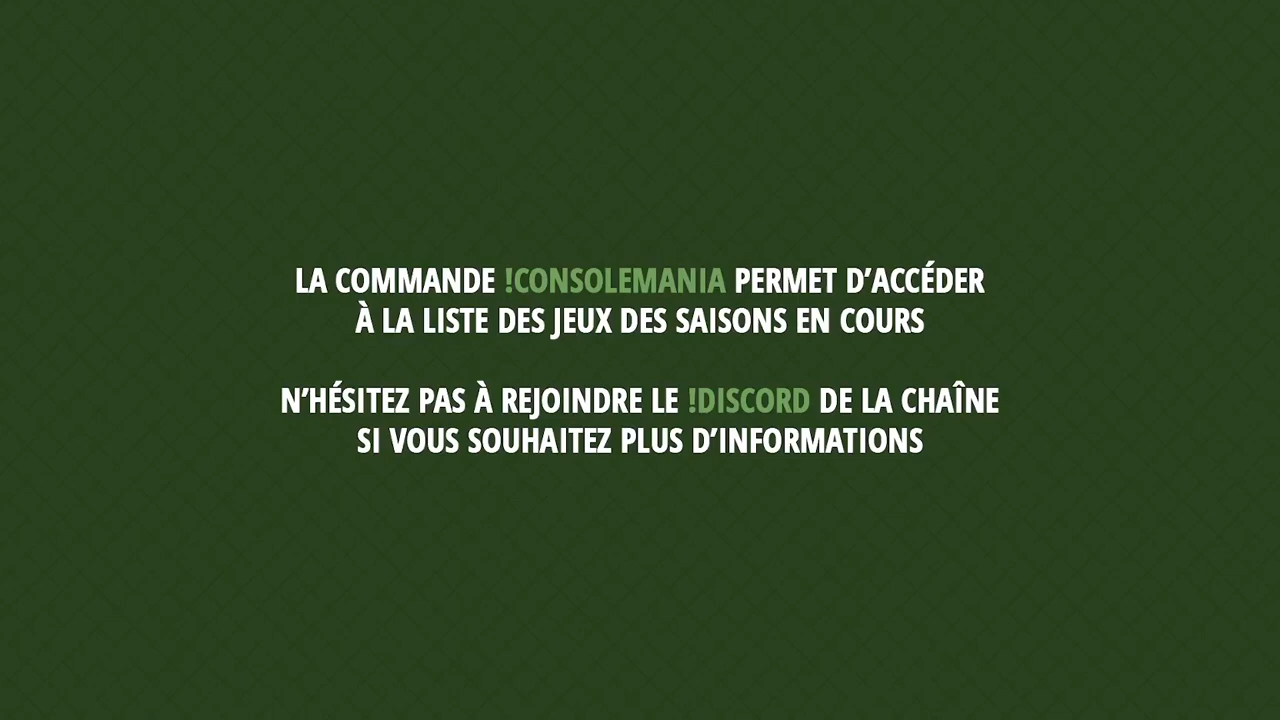 LA COMMANDE !CONSOLEMANIA PERMET D’ACCÉDER
À LA LISTE DES JEUX DES SAISONS EN COURS
N’HÉSITEZ PAS À REJOINDRE LE !DISCORD DE LA CHAÎNE
SI VOUS SOUHAITEZ PLUS D’INFORMATIONS